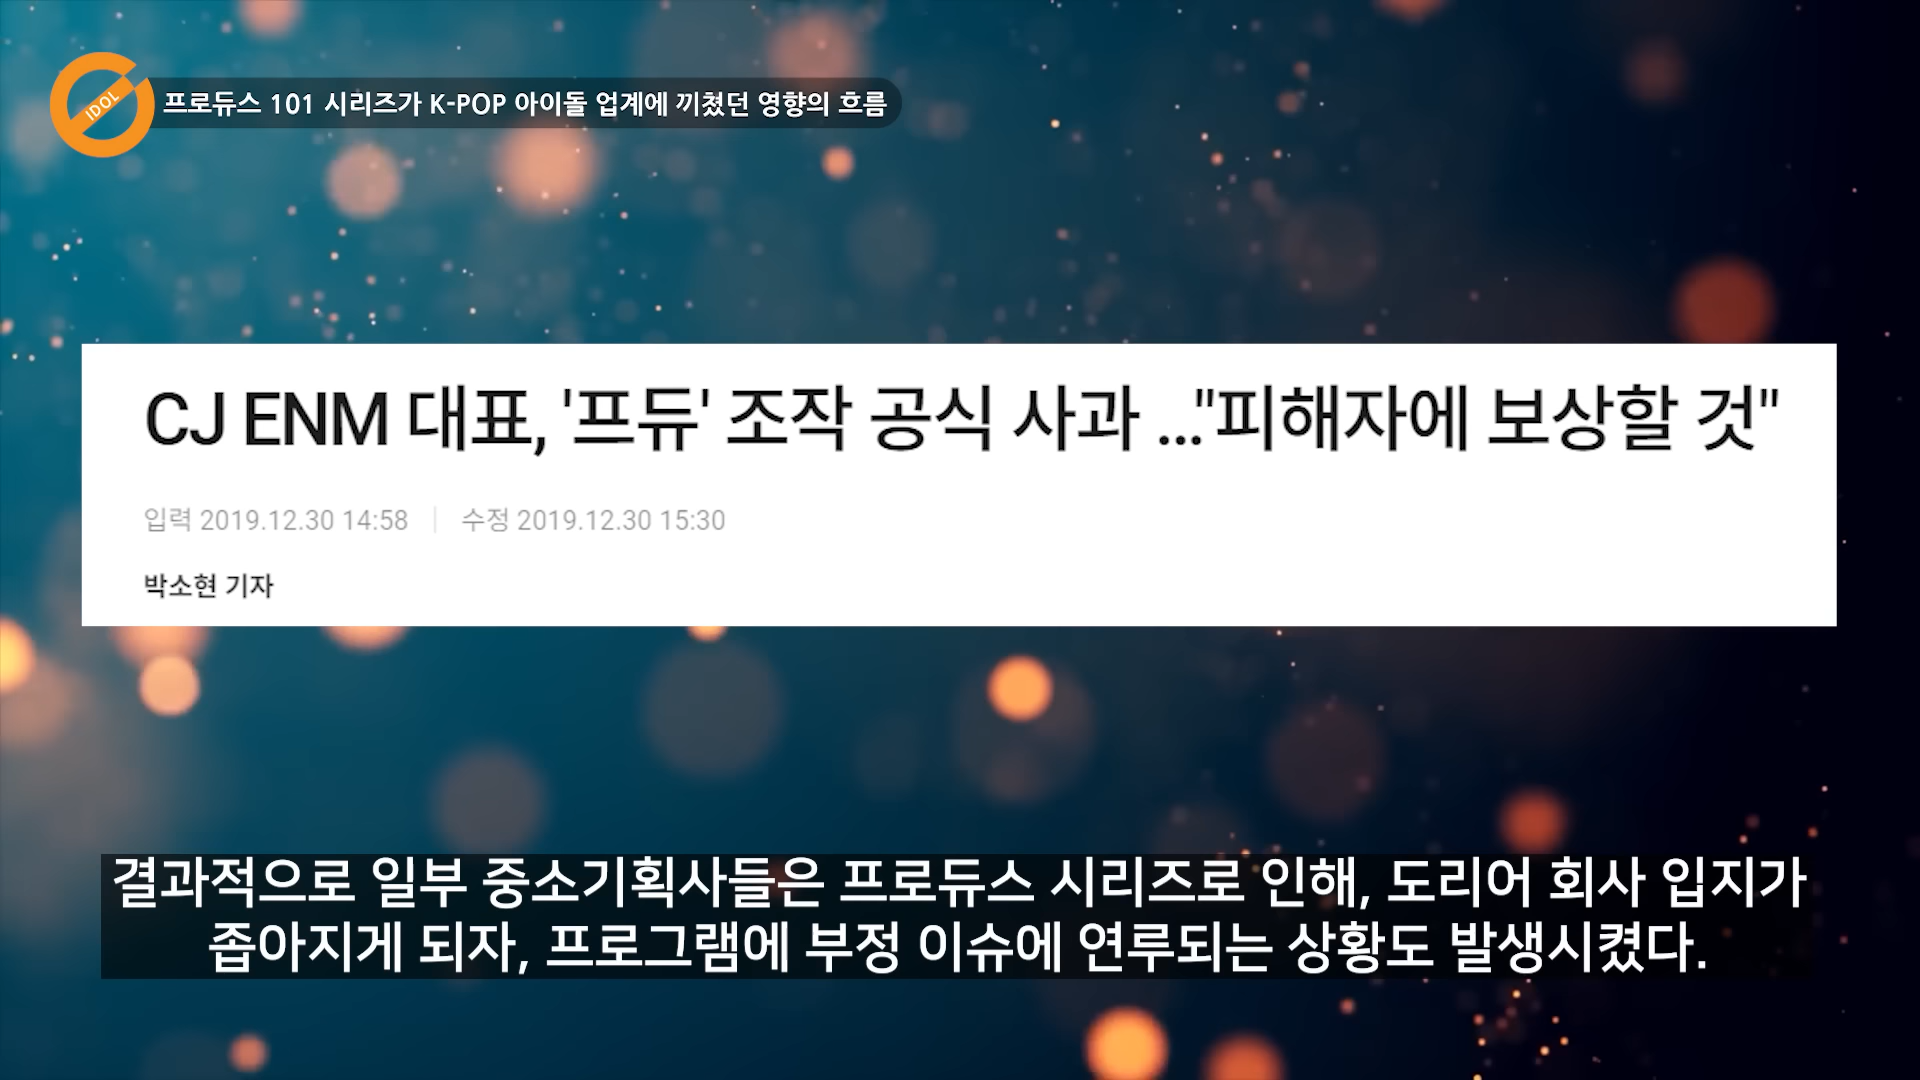 IDOL
프로듀스 101 시리즈가 K-POP 아이돌 업계에 끼쳤던 영향의 흐름
CJ ENM 대표, '프듀' 조작 공식 사과 ..."피해자에 보상할 것"
입력 2019.12.30 14:58 | 수정 2019.12.30 15:30
박소현 기자
결과적으로 일부 중소기획사들은 프로듀스 시리즈로 인해, 도리어 회사 입지가
좁아지게 되자, 프로그램에 부정 이슈에 연루되는 상황도 발생시켰다.